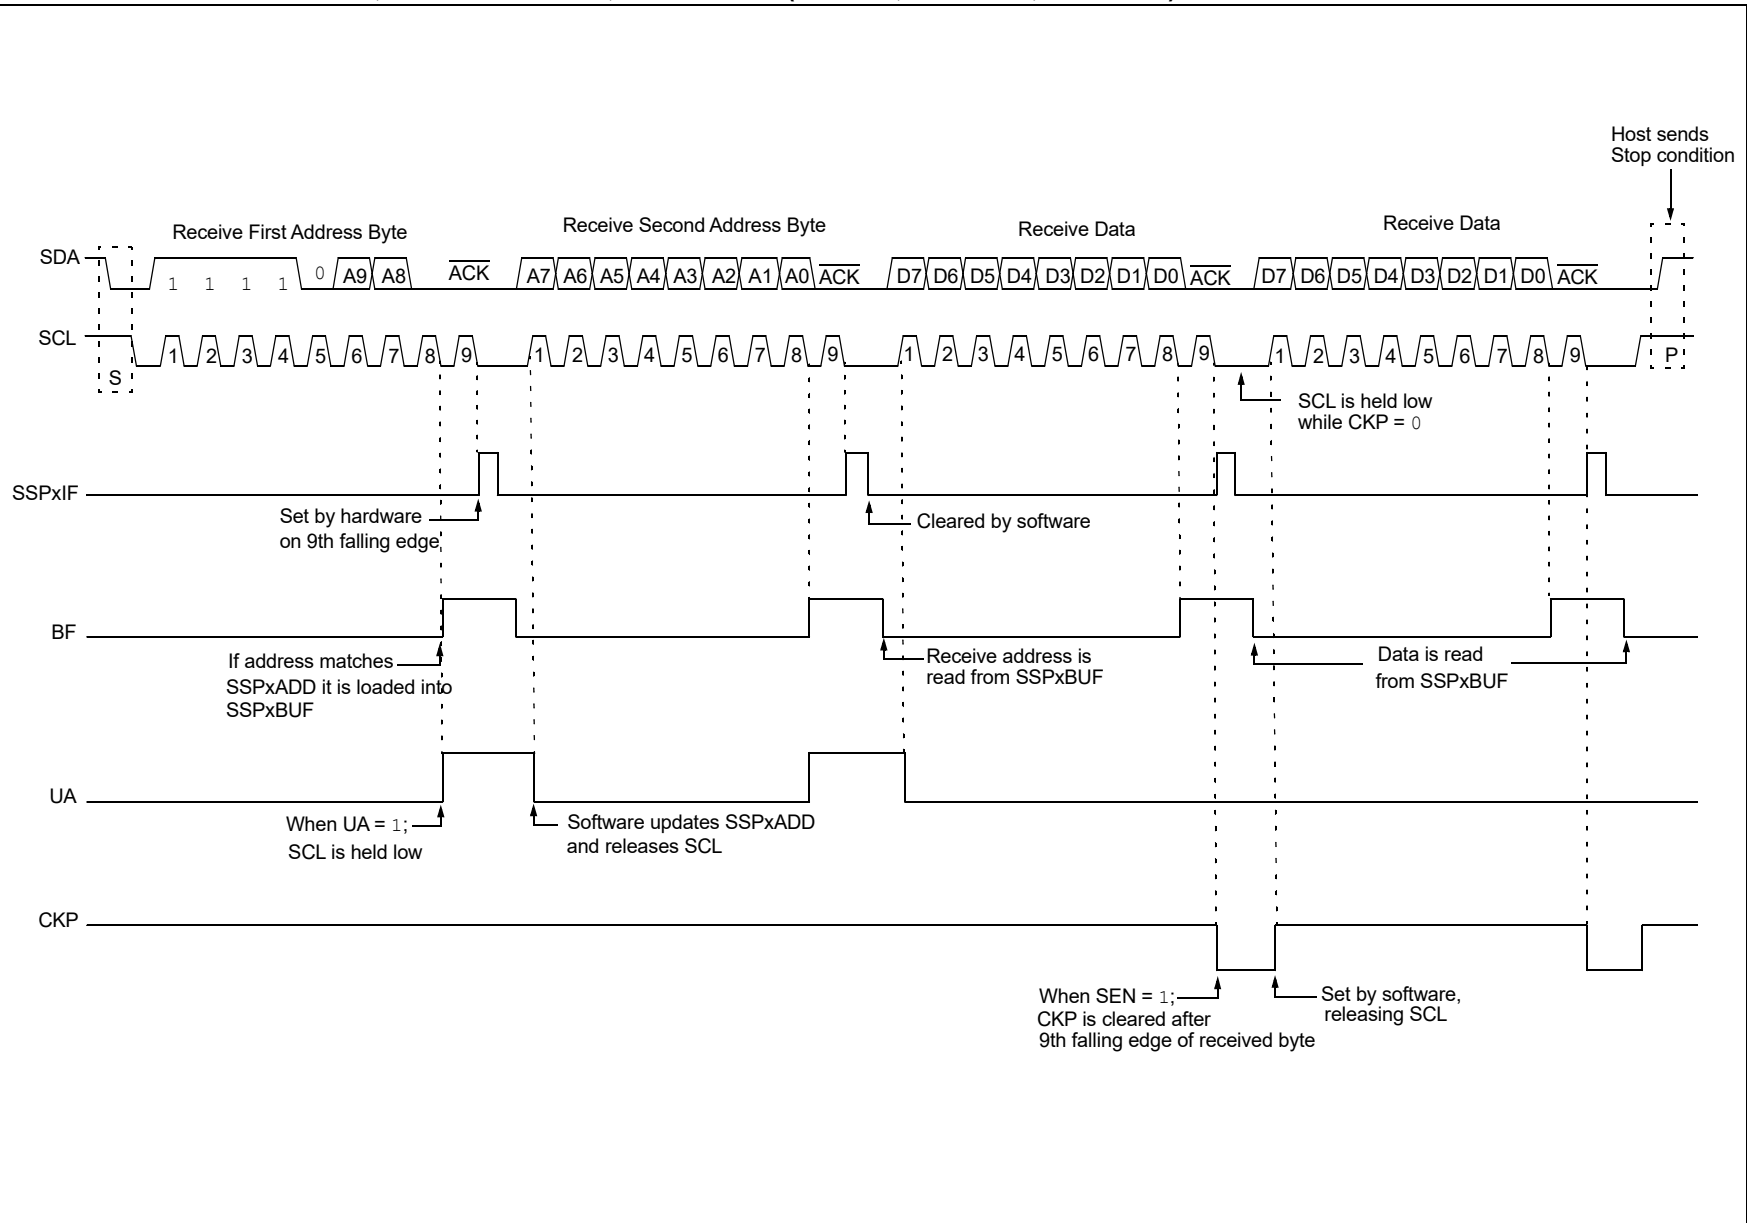 Host sends
Stop condition
Receive First Address Byte
Receive Second Address Byte
Receive Data
Receive Data
SDA
1 1 1 1 0 A9 A8 ACK A7 A6 A5 A4 A3 A2 A1 A0 ACK D7 D6 D5 D4 D3 D2 D1 D0 ACK D7 D6 D5 D4 D3 D2 D1 D0 ACK
SCL
1 2 3 4 5 6 7 8 9 1 2 3 4 5 6 7 8 9 1 2 3 4 5 6 7 8 9 1 2 3 4 5 6 7 8 9
S
P
SCL is held low
while CKP = 0
SSPxIF
Set by hardware
on 9th falling edge
Cleared by software
BF
If address matches
SSPxADD it is loaded into
SSPxBUF
Receive address is
read from SSPxBUF
Data is read
from SSPxBUF
UA
When UA = 1;
SCL is held low
Software updates SSPxADD
and releases SCL
CKP
When SEN = 1;
CKP is cleared after
9th falling edge of received byte
Set by software,
releasing SCL